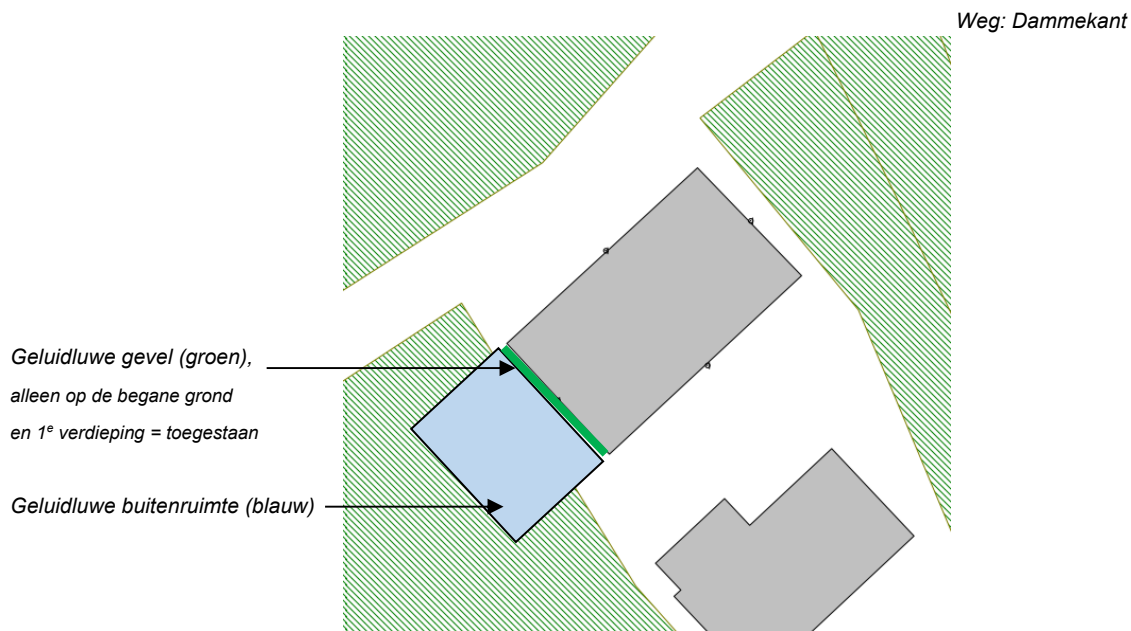 Weg: Dammekant
Geluidluwe gevel (groen),
alleen op de begane grond
en 1e verdieping = toegestaan
Geluidluwe buitenruimte (blauw)